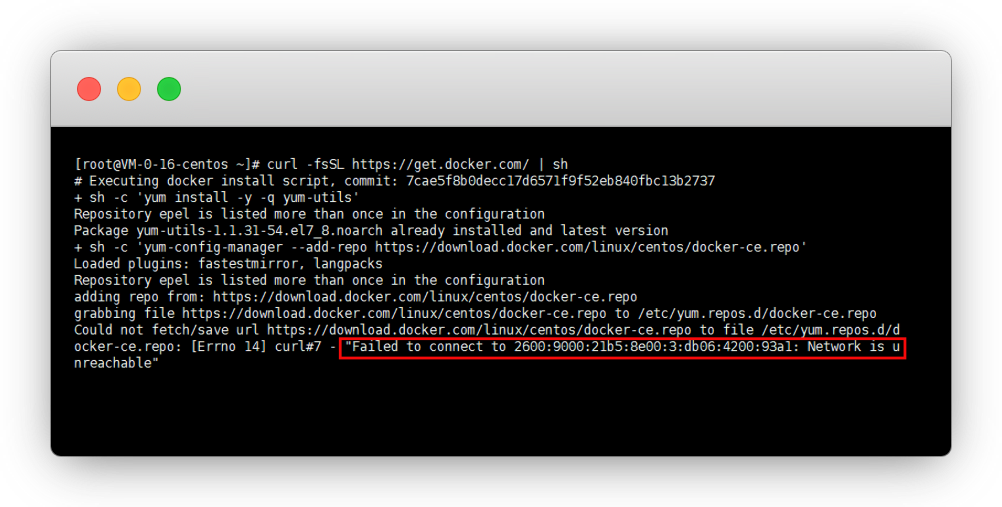 [root@VM-0-16-centos ~]# curl -fsSL https://get.docker.com/ | sh
# Executing docker install script, commit: 7cae5f8b0decc17d6571f9f52eb840fbc13b2737
+ sh -c 'yum install -y -q yum-utils'
Repository epel is listed more than once in the configuration
Package yum-utils-1.1.31-54.el7_8.noarch already installed and latest version
+ sh -c 'yum-config-manager --add-repo https://download.docker.com/linux/centos/docker-ce.repo'
Loaded plugins: fastestmirror, langpacks
Repository epel is listed more than once in the configuration
adding repo from: https://download.docker.com/linux/centos/docker-ce.repo
grabbing file https://download.docker.com/linux/centos/docker-ce.repo to /etc/yum.repos.d/docker-ce.repo
Could not fetch/save url https://download.docker.com/linux/centos/docker-ce.repo to file /etc/yum.repos.d/d
ocker-ce.repo: [Errno 14] curl#7 - "Failed to connect to 2600:9000:21b5:8e00:3:db06:4200:93a1: Network is u
nreachable"